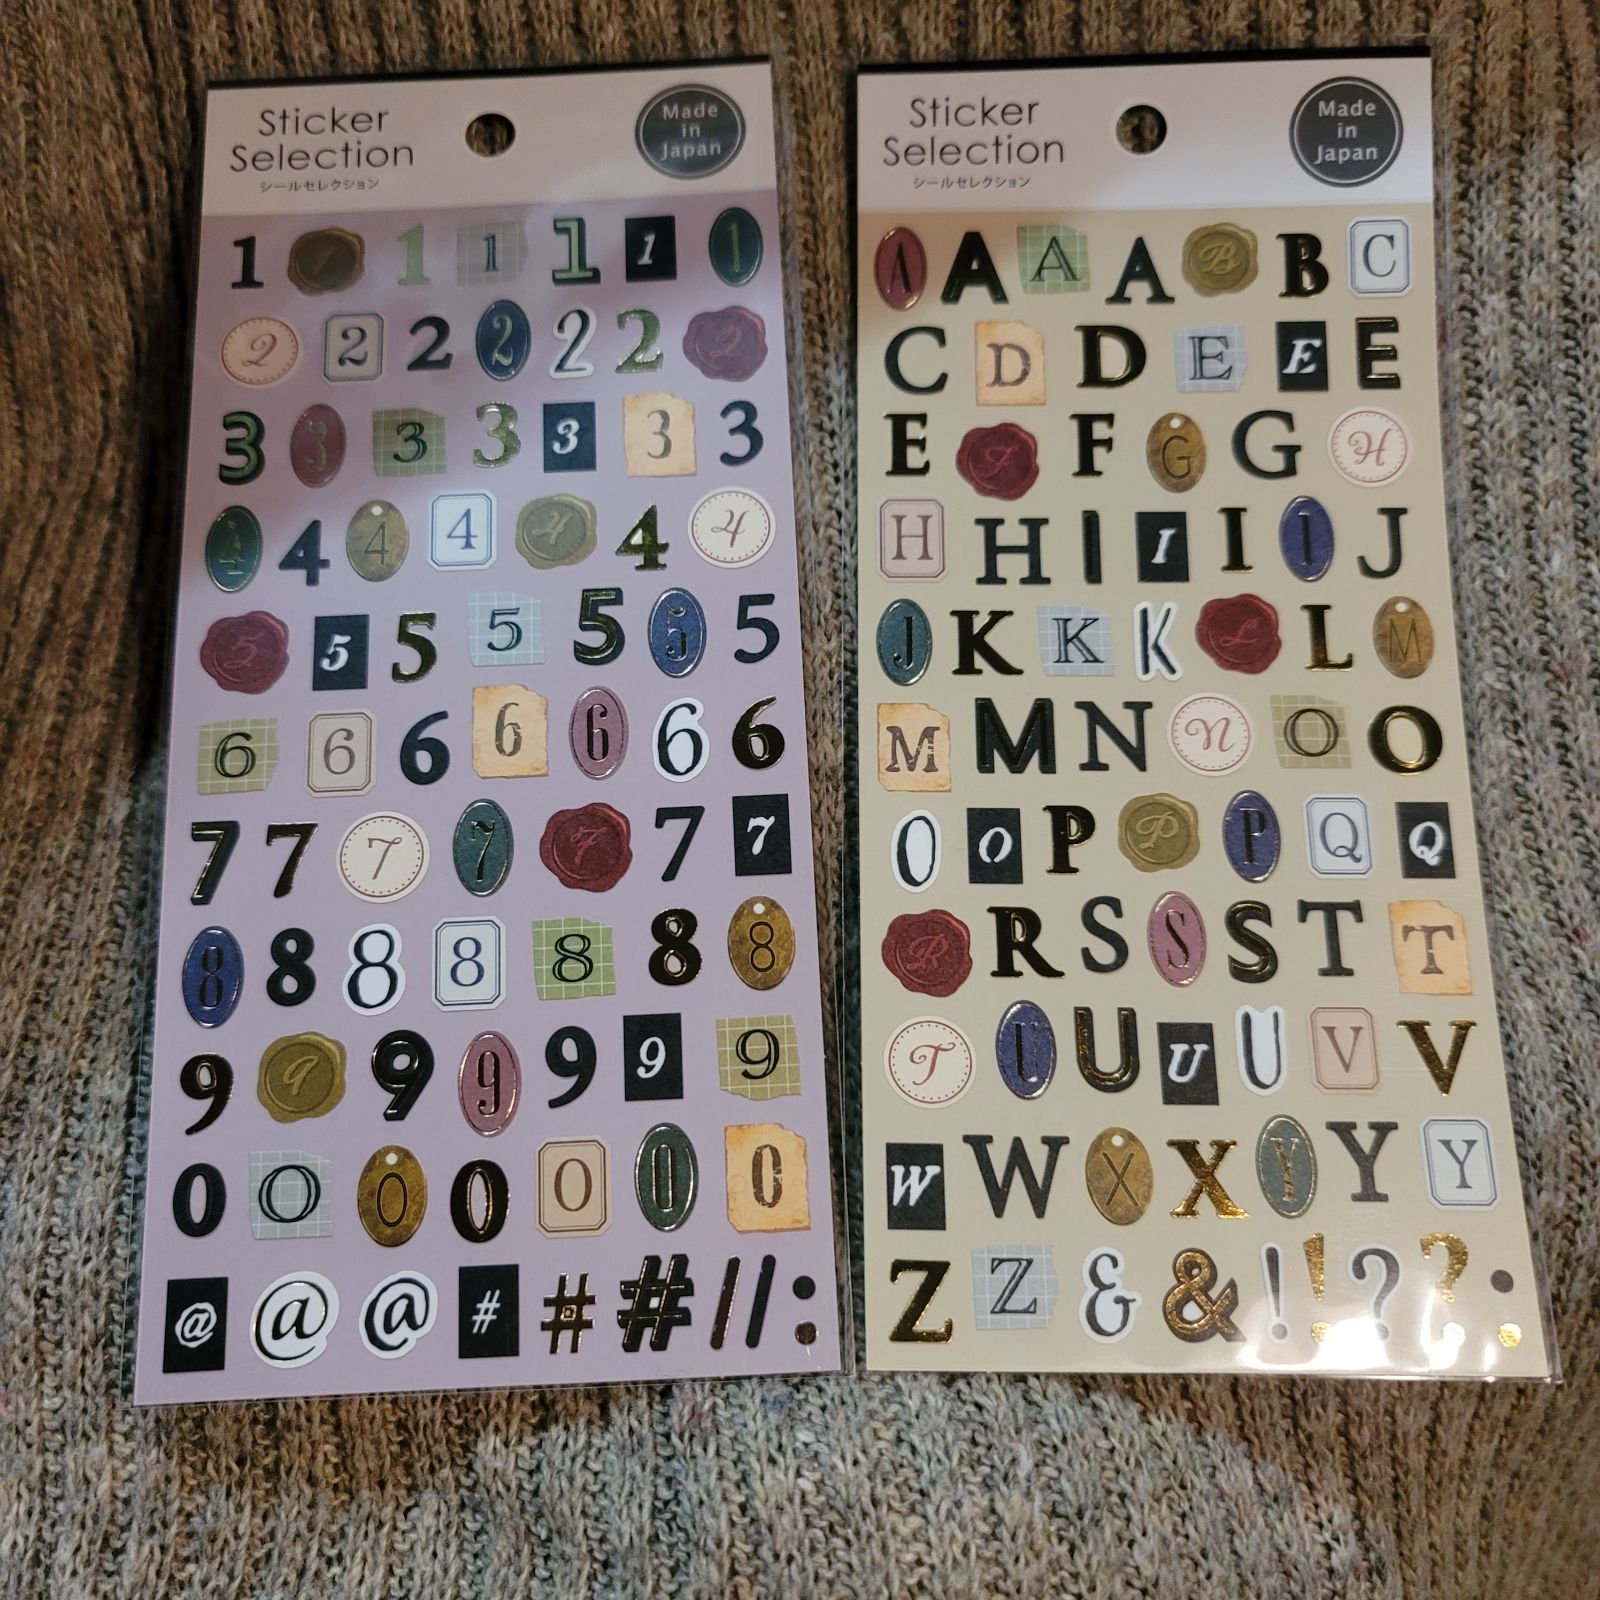 Sticker
Selection
シールセレクション
Made
in
Japan
1 1 1 1 1 1 1
2 2 2 2 2 2 2
3 3 3 3 3 3 3
4 4 4 4 4 4 4
5 5 5 5 5 5 5
6 6 6 6 6 6 6
7 7 7 7 7 7 7
8 8 8 8 8 8 8
9 9 9 9 9 9 9
0 0 0 0 0 0 0
@ @ @ # # # / / :
Sticker
Selection
シールセレクション
Made
in
Japan
A A A A B B C
C D D E E E
E F F G G H
H H I I I I J
J K K K L L M
M M N N O O
O O P P P Q Q
R R S S S T T
T U U U U V V
W W X X Y Y Y
Z Z & & ! ! ? ? :